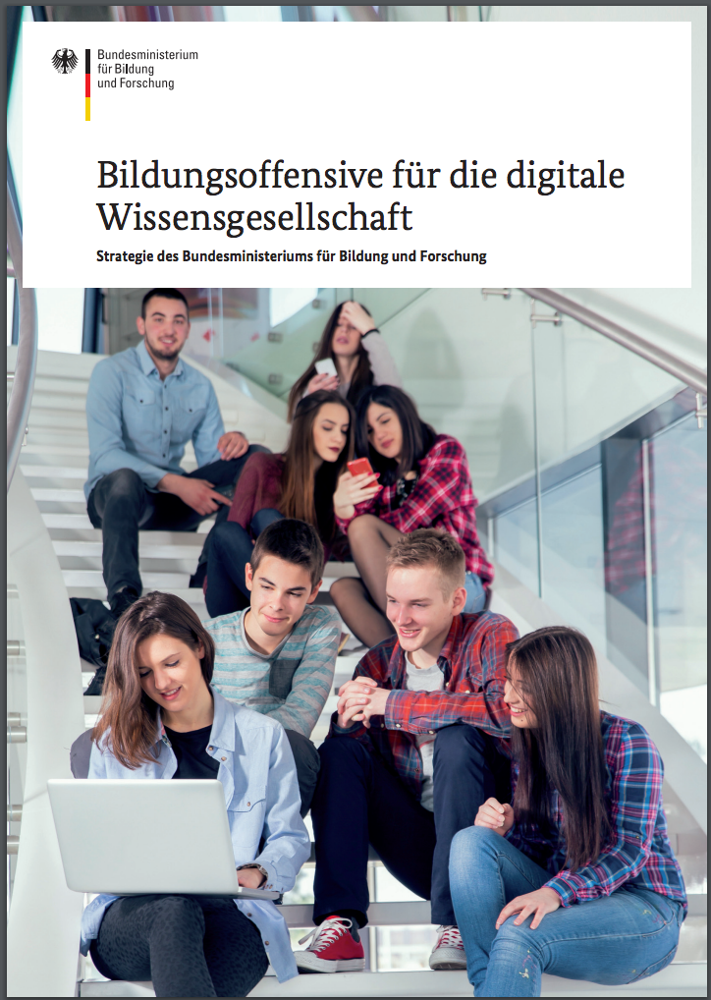 Bundesministerium
für Bildung
und Forschung
Bildungsoffensive für die digitale
Wissensgesellschaft
Strategie des Bundesministeriums für Bildung und Forschung